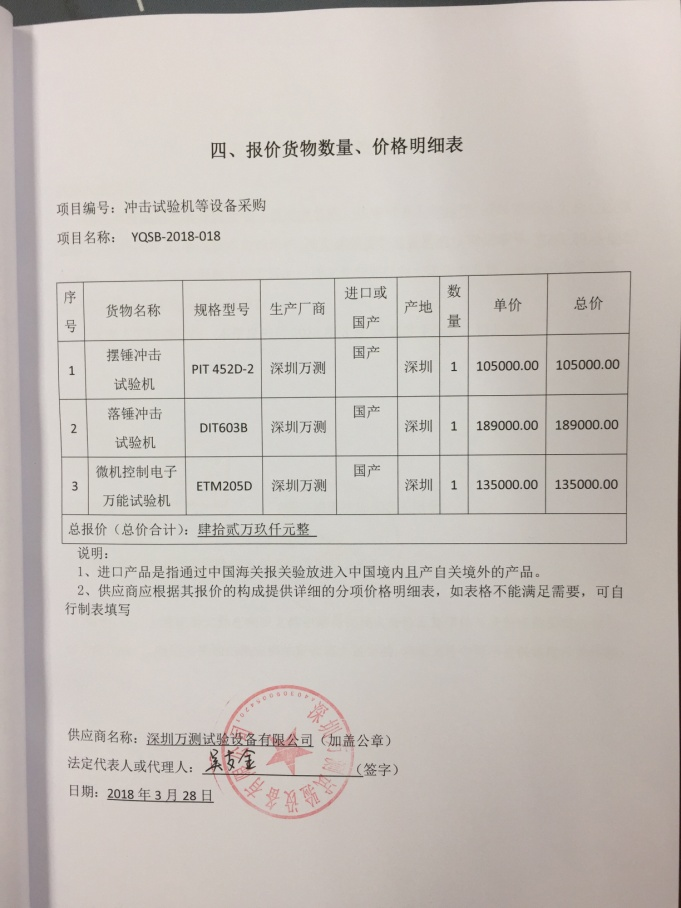 四、报价货物数量、价格明细表
项目编号：冲击试验机等设备采购
项目名称： YQSB-2018-018
序号 货物名称 规格型号 生产厂商 进口或国产 产地 数量 单价 总价
1 摆锤冲击试验机 PIT 452D-2 深圳万测 国产 深圳 1 105000.00 105000.00
2 落锤冲击试验机 DIT603B 深圳万测 国产 深圳 1 189000.00 189000.00
3 微机控制电子万能试验机 ETM205D 深圳万测 国产 深圳 1 135000.00 135000.00
总报价（总价合计）：肆拾贰万玖仟元整
说明：
1、进口产品是指通过中国海关报关验放进入中国境内且产自关境外的产品。
2、供应商应根据其报价的构成提供详细的分项价格明细表，如表格不能满足需要，可自
行制表填写
供应商名称：深圳万测试验设备有限公司（加盖公章）
法定代表人或代理人：吴友金（签字）
日期：2018 年 3 月 28 日
深圳万测试验设备有限公司